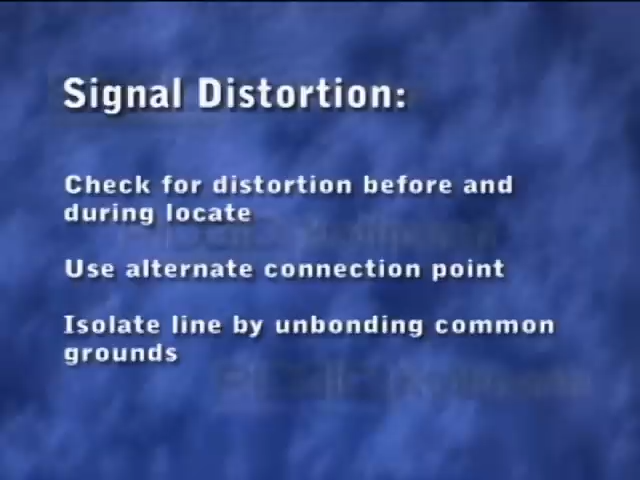 Signal Distortion:
Check for distortion before and
during locate
Use alternate connection point
Isolate line by unbonding common
grounds